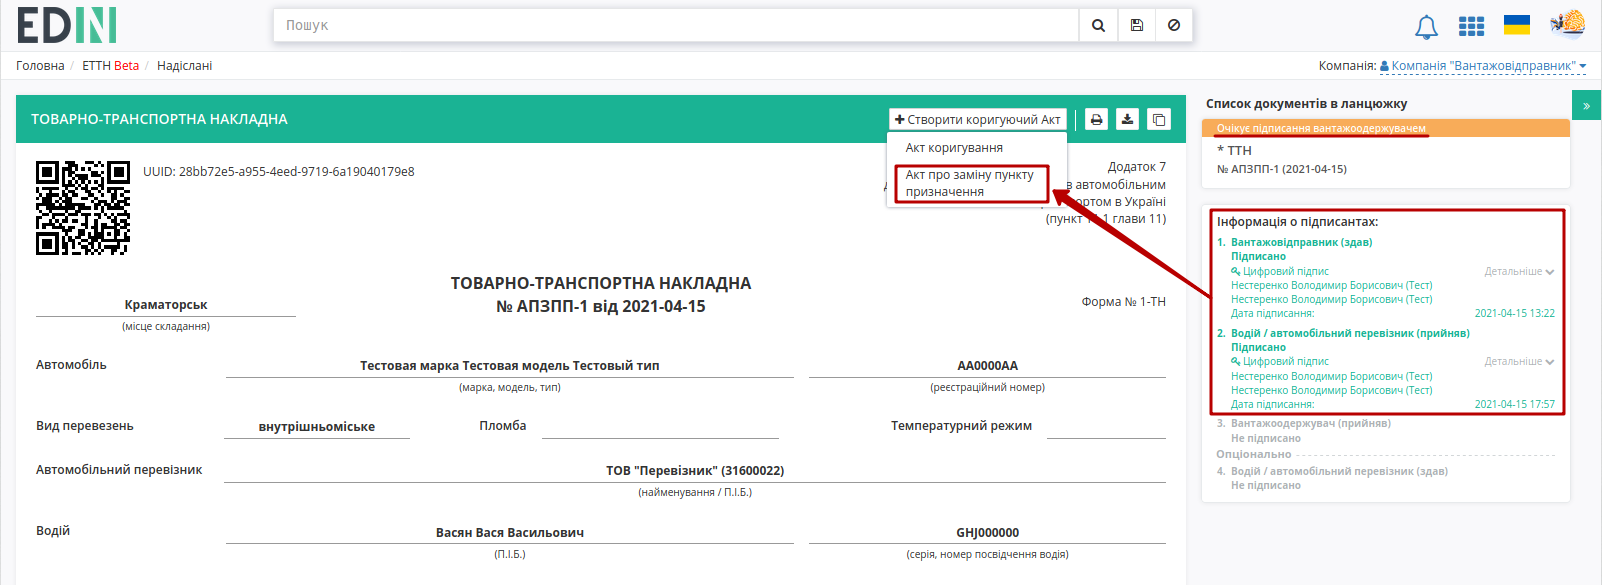 EDIN
Пошук
Головна / ЕТТН Beta / Надіслані
Компанія: Компанія "Вантажовідправник"
ТОВАРНО-ТРАНСПОРТНА НАКЛАДНА
Створити коригуючий Акт
Акт коригування
Акт про заміну пункту
призначення
UUID: 28bb72e5-a955-4eed-9719-6a19040179e8
Додаток 7
в автомобільним
портом в Україні
(пункт 11.1 глави 11)
ТОВАРНО-ТРАНСПОРТНА НАКЛАДНА
№ АПЗПП-1 від 2021-04-15
Краматорськ
(місце складання)
Форма № 1-ТН
Автомобіль
Тестовая марка Тестовая модель Тестовый тип
АА0000АА
(марка, модель, тип)
(реєстраційний номер)
Вид перевезень
внутрішньоміське
Пломба
Температурний режим
Автомобільний перевізник
ТОВ "Перевізник" (31600022)
(найменування / П.І.Б.)
Водій
Васян Вася Васильович
GHJ000000
(П.І.Б.)
(серія, номер посвідчення водія)
Список документів в ланцюжку
»
Очікує підписання вантажоодержувачем
* ТТН
№ АПЗПП-1 (2021-04-15)
Інформація о підписантах:
1. Вантажовідправник (здав)
Підписано
Цифровий підпис Детальніше
Нестеренко Володимир Борисович (Тест)
Нестеренко Володимир Борисович (Тест)
Дата підписання: 2021-04-15 13:22
2. Водій / автомобільний перевізник (прийняв)
Підписано
Цифровий підпис Детальніше
Нестеренко Володимир Борисович (Тест)
Нестеренко Володимир Борисович (Тест)
Дата підписання: 2021-04-15 17:57
3. Вантажоодержувач (прийняв)
Не підписано
Опціонально
4. Водій / автомобільний перевізник (здав)
Не підписано